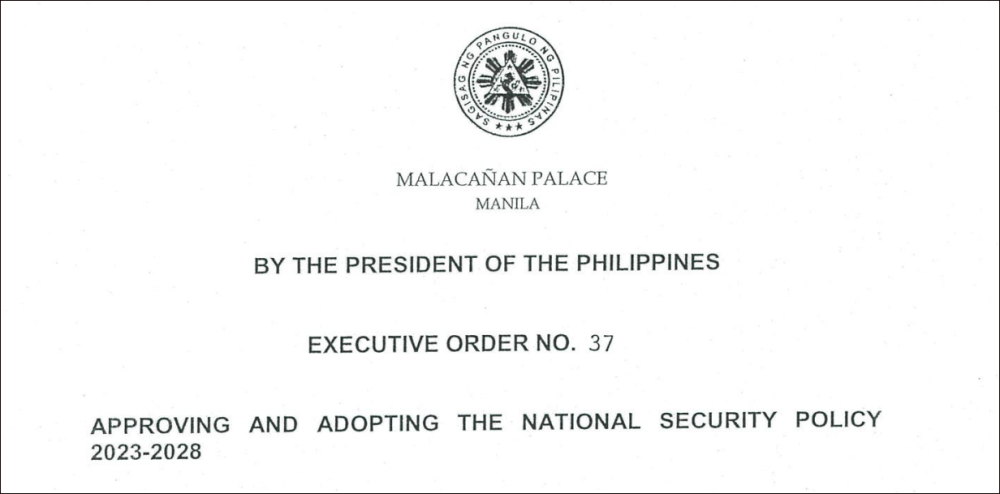 SAGISAG NG PANGULO NG PILIPINAS
MALACAÑAN PALACE
MANILA
BY THE PRESIDENT OF THE PHILIPPINES
EXECUTIVE ORDER NO. 37
APPROVING AND ADOPTING THE NATIONAL SECURITY POLICY
2023-2028